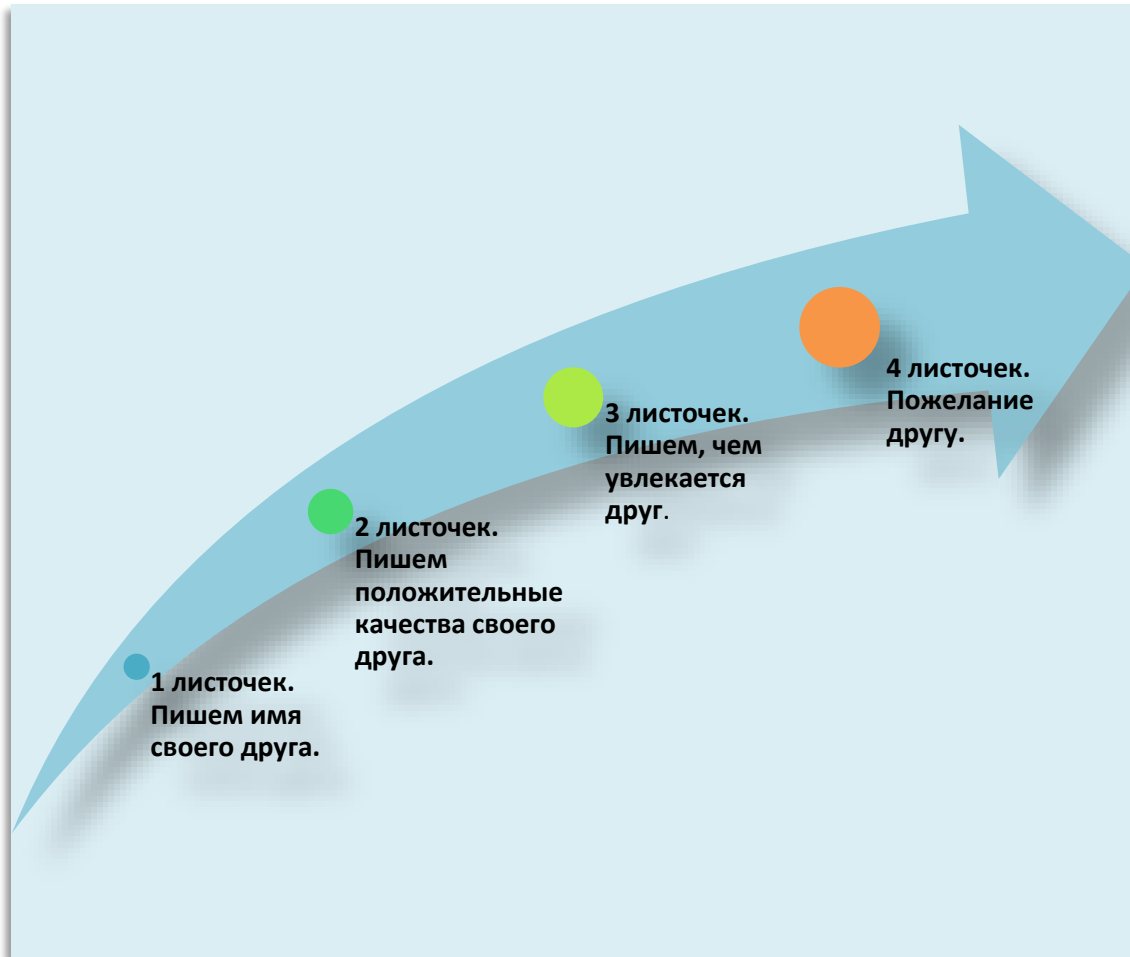 1 листочек.
Пишем имя
своего друга.
2 листочек.
Пишем
положительные
качества своего
друга.
3 листочек.
Пишем, чем
увлекается
друг.
4 листочек.
Пожелание
другу.